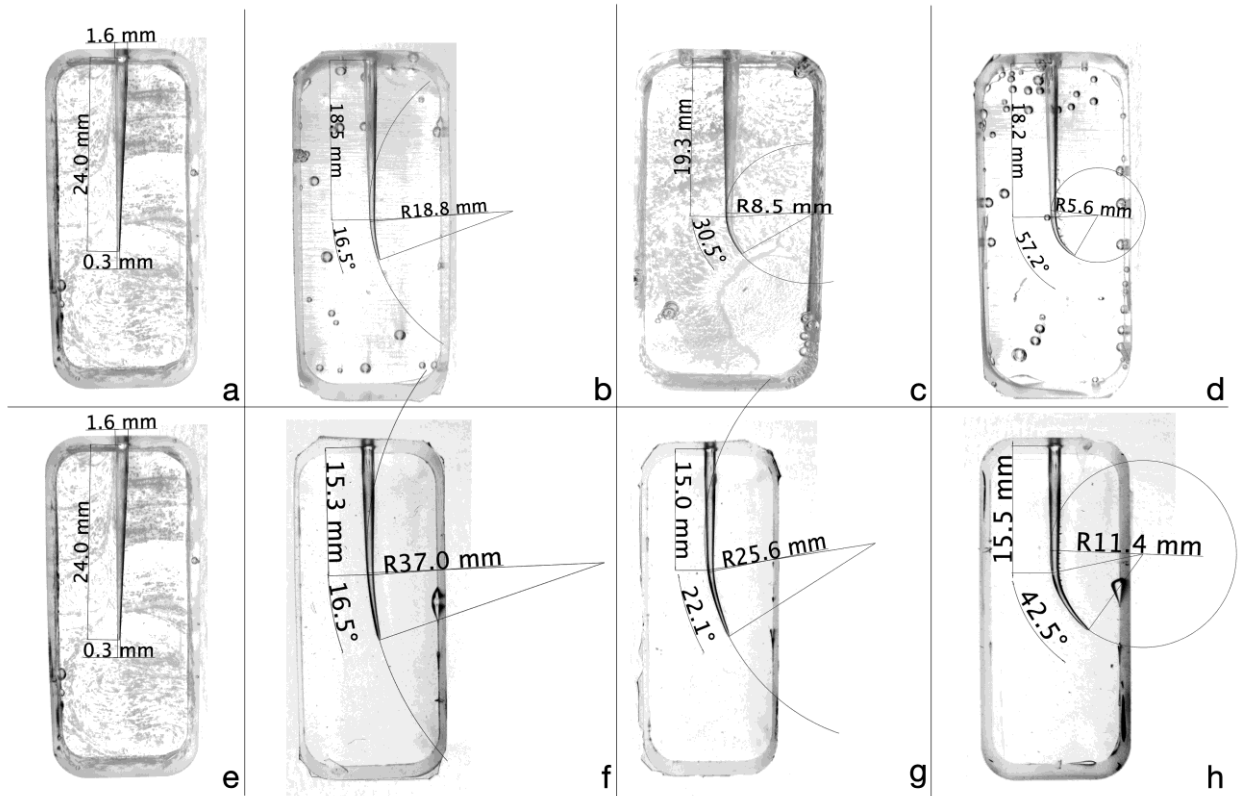 1.6 mm
24.0 mm
0.3 mm
a
18.5 mm
R18.8 mm
16.5°
b
19.3 mm
R8.5 mm
30.5°
c
18.2 mm
R5.6 mm
57.2°
d
1.6 mm
24.0 mm
0.3 mm
e
15.3 mm
R37.0 mm
16.5°
f
15.0 mm
R25.6 mm
22.1°
g
15.5 mm
R11.4 mm
42.5°
h